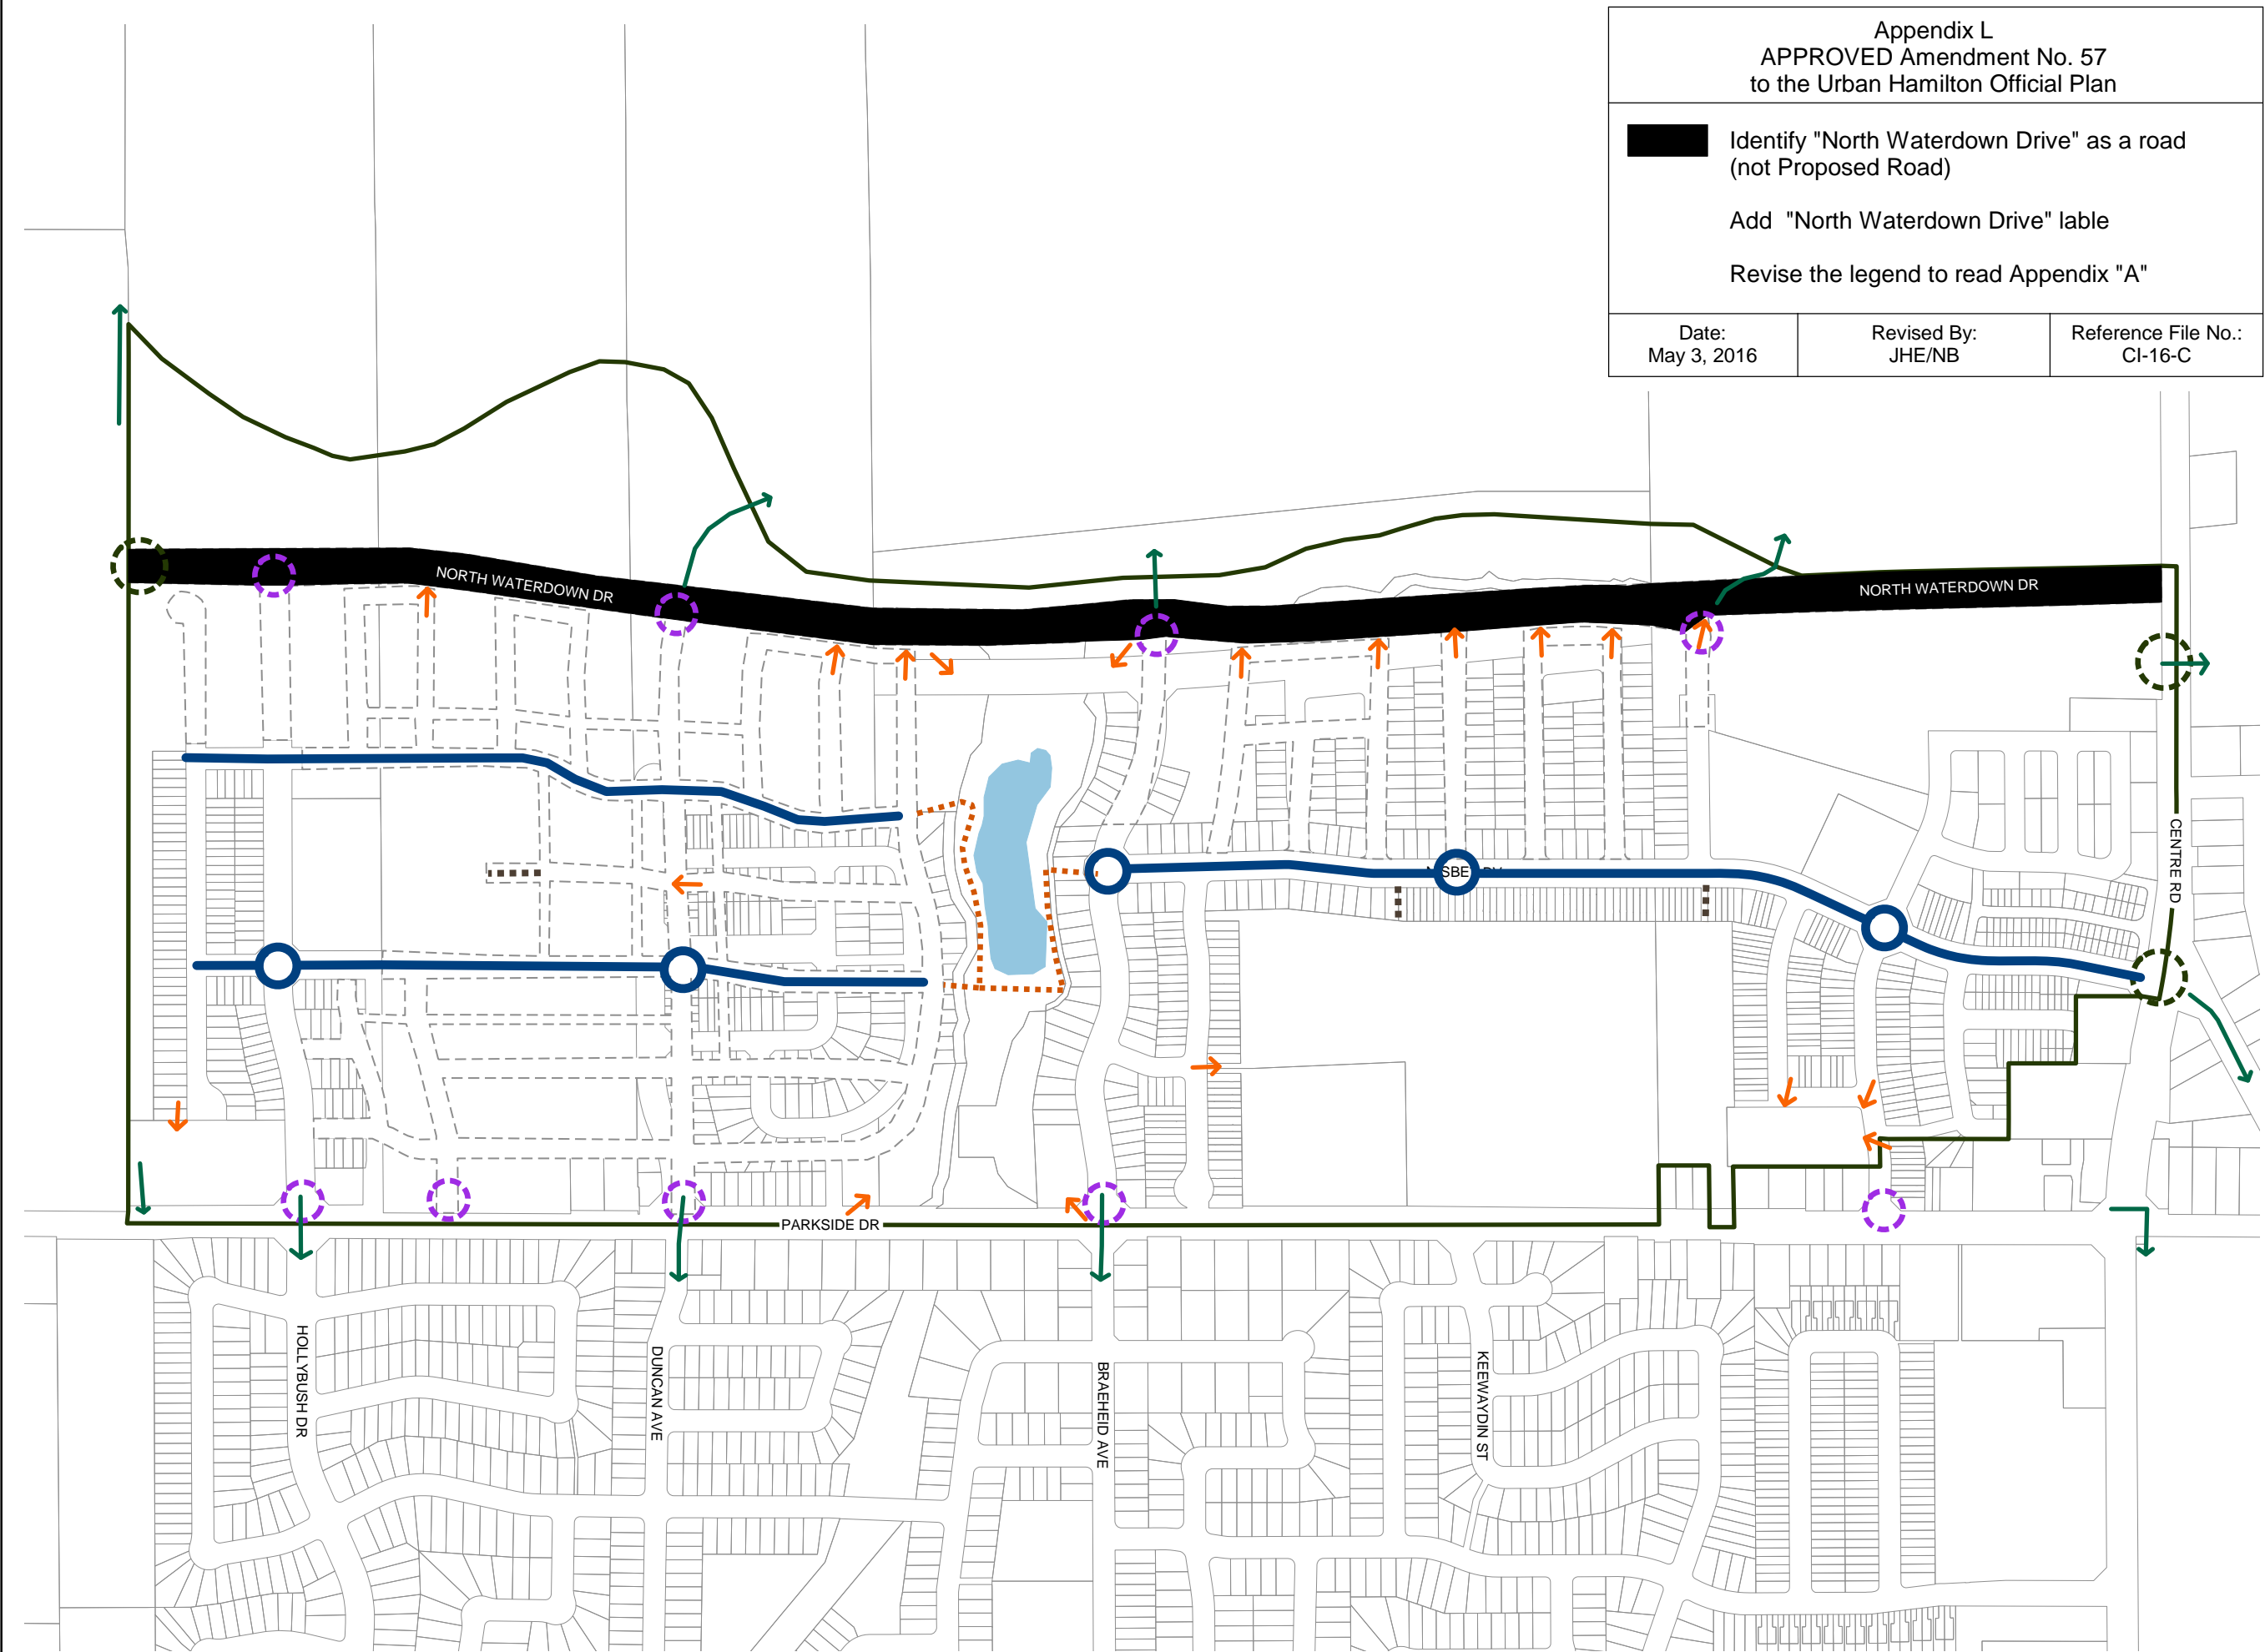 Appendix L
APPROVED Amendment No. 57
to the Urban Hamilton Official Plan
Identify "North Waterdown Drive" as a road
(not Proposed Road)
Add "North Waterdown Drive" lable
Revise the legend to read Appendix "A"
Date:
May 3, 2016
Revised By:
JHE/NB
Reference File No.:
CI-16-C
NORTH WATERDOWN DR
NORTH WATERDOWN DR
CENTRE RD
PARKSIDE DR
HOLLYBUSH DR
DUNCAN AVE
BRAEHEID AVE
KEEWAYDIN ST